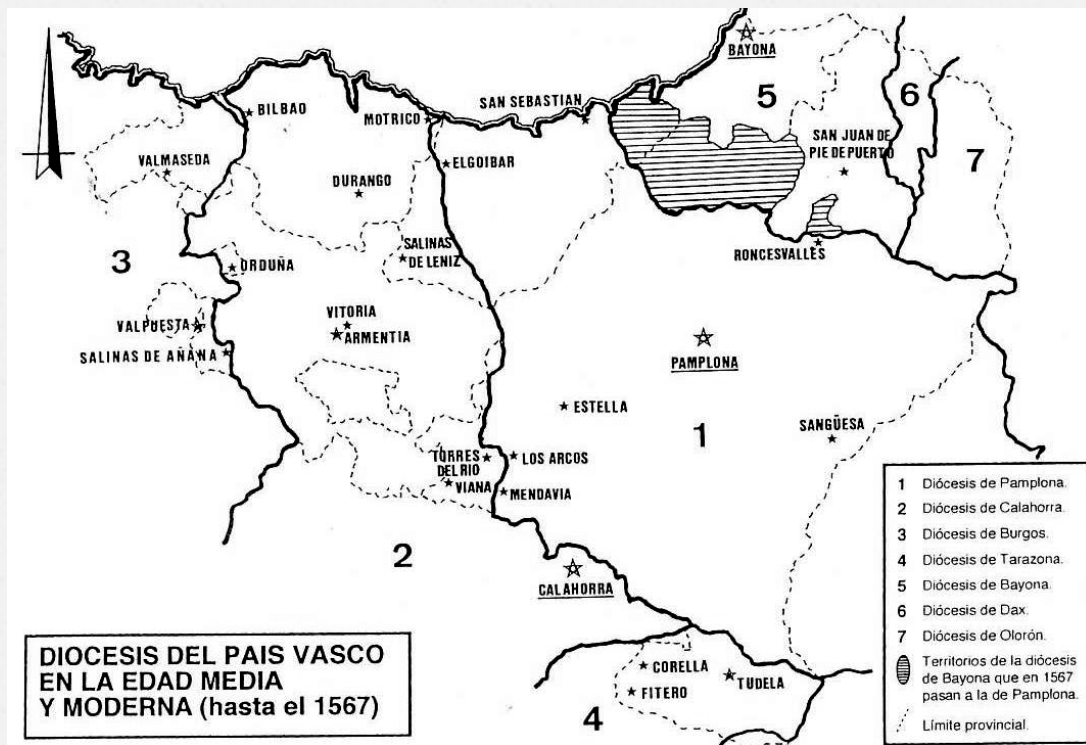 BAYONA
5
6
BILBAO
SAN SEBASTIAN
MOTRICO
SAN JUAN DE
PIE DE PUERTO
7
VALMASEDA
ELGOIBAR
DURANGO
3
ORDUÑA
SALINAS
DE LENIZ
RONCESVALLES
VALPUESTA
VITORIA
ARMENTIA
SALINAS DE AÑANA
PAMPLONA
ESTELLA
1
SANGÜESA
TORRES
DEL RIO
LOS ARCOS
VIANA
MENDAVIA
2
CALAHORRA
CORELLA
FITERO
TUDELA
4
DIOCESIS DEL PAIS VASCO
EN LA EDAD MEDIA
Y MODERNA (hasta el 1567)
1 Diócesis de Pamplona.
2 Diócesis de Calahorra.
3 Diócesis de Burgos.
4 Diócesis de Tarazona.
5 Diócesis de Bayona.
6 Diócesis de Dax.
7 Diócesis de Olorón.
Territorios de la diócesis
de Bayona que en 1567
pasan a la de Pamplona.
Límite provincial.